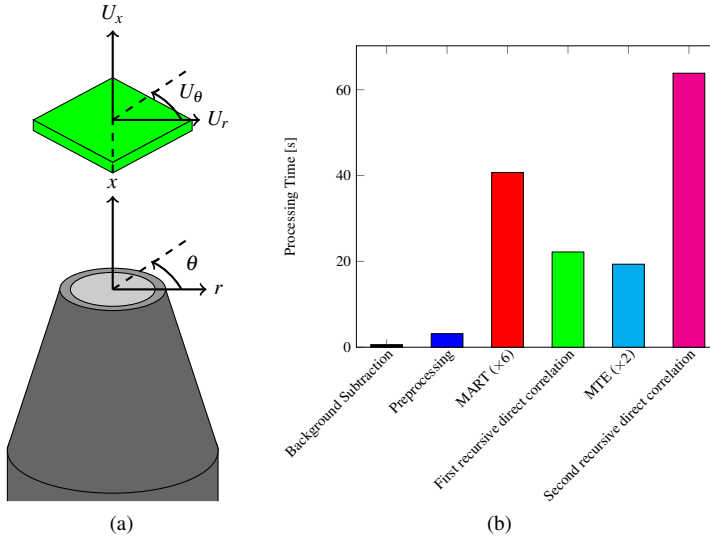 U_x
U_θ
U_r
x
θ
r
(a)
Processing Time [s]
60
40
20
0
Background Subtraction
Preprocessing
MART (×6)
First recursive direct correlation
MTE (×2)
Second recursive direct correlation
(b)